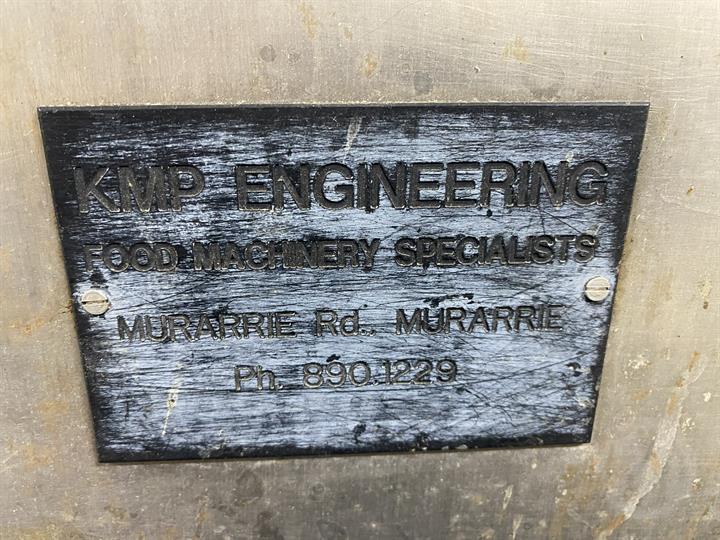 KMP ENGINEERING
FOOD MACHINERY SPECIALISTS
MURARRIE Rd., MURARRIE
Ph. 890.1229